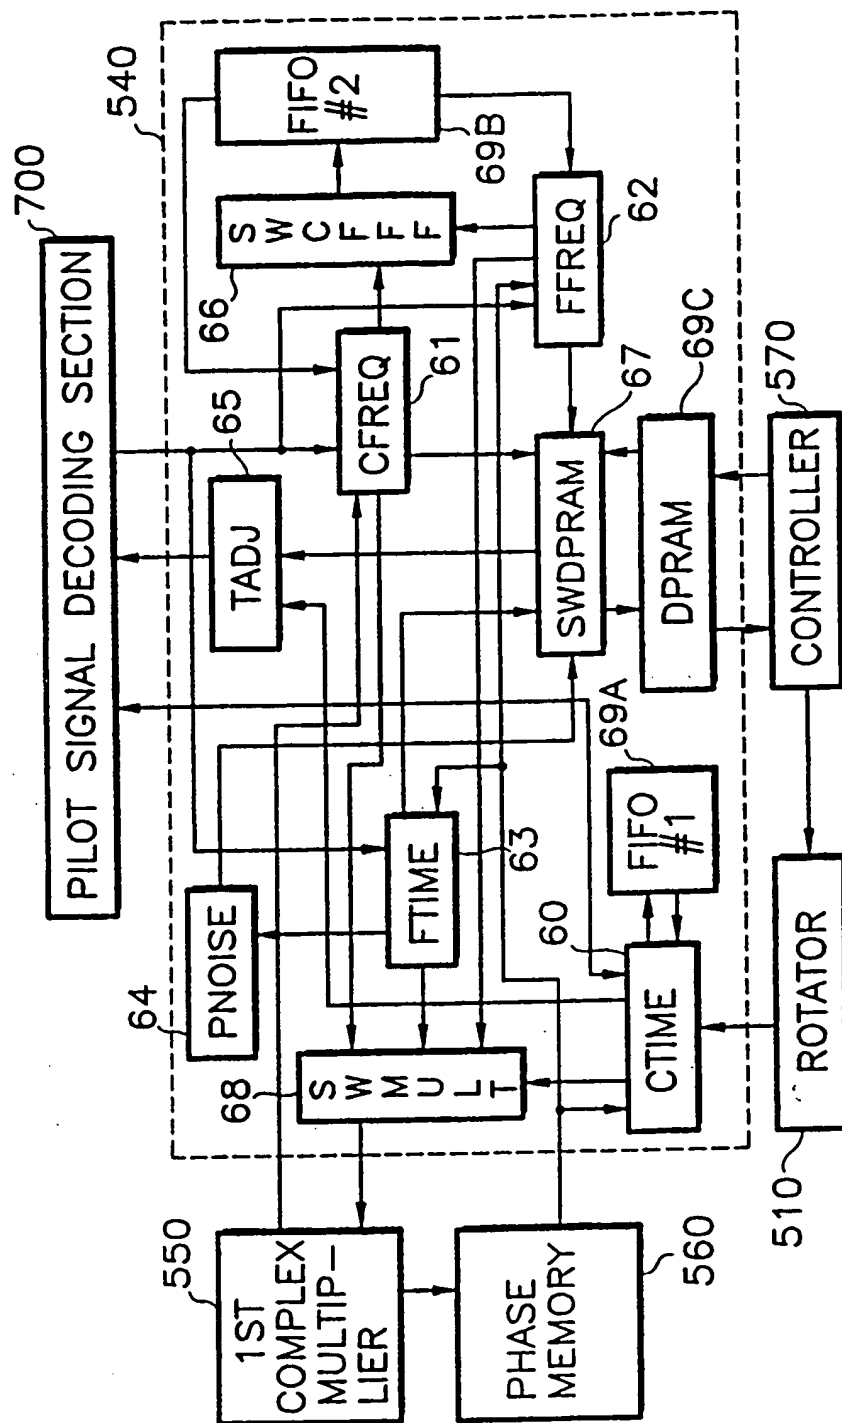 PILOT SIGNAL DECODING SECTION
700
540
64
PNOISE
65
TADJ
66
SWCFFF
FIFO
#2
69B
68
SWMULT
FTIME
63
CFREQ
61
FFREQ
62
60
CTIME
FIFO
#1
69A
SWDPRAM
67
DPRAM
69C
550
1ST
COMPLEX
MULTIP-
LIER
PHASE
MEMORY
560
510
ROTATOR
CONTROLLER
570